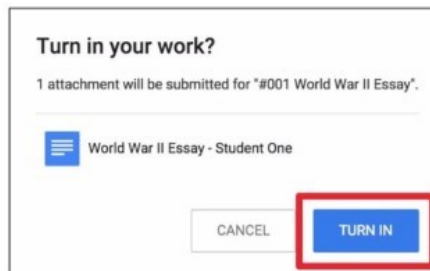 Turn in your work?
1 attachment will be submitted for "#001 World War II Essay".
World War II Essay - Student One
CANCEL
TURN IN